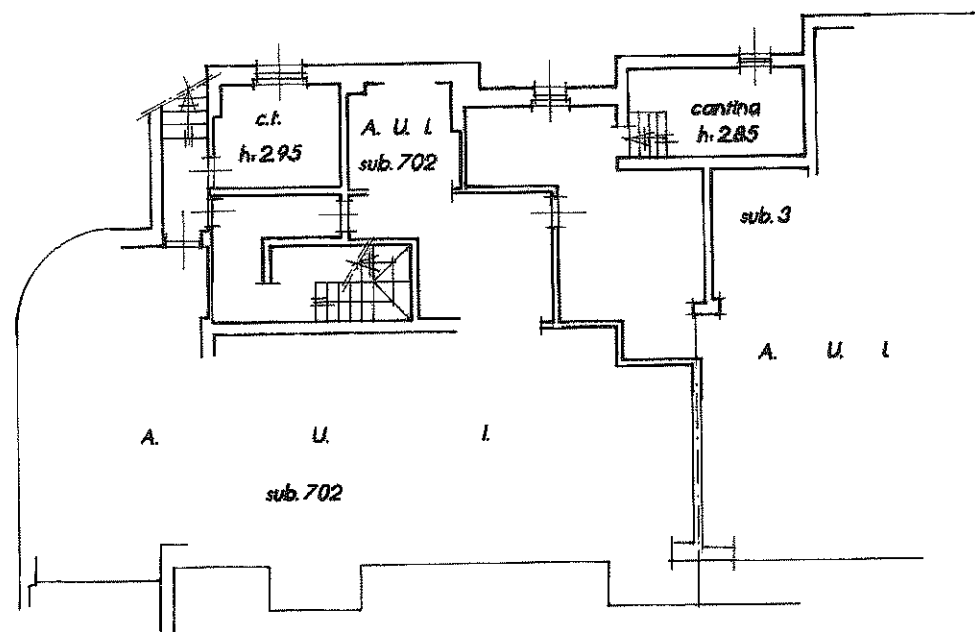 c.t.
h: 2.95
A. U. I.
sub. 702
cantina
h: 2.85
sub. 3
A. U. I.
A. U. I.
sub. 702